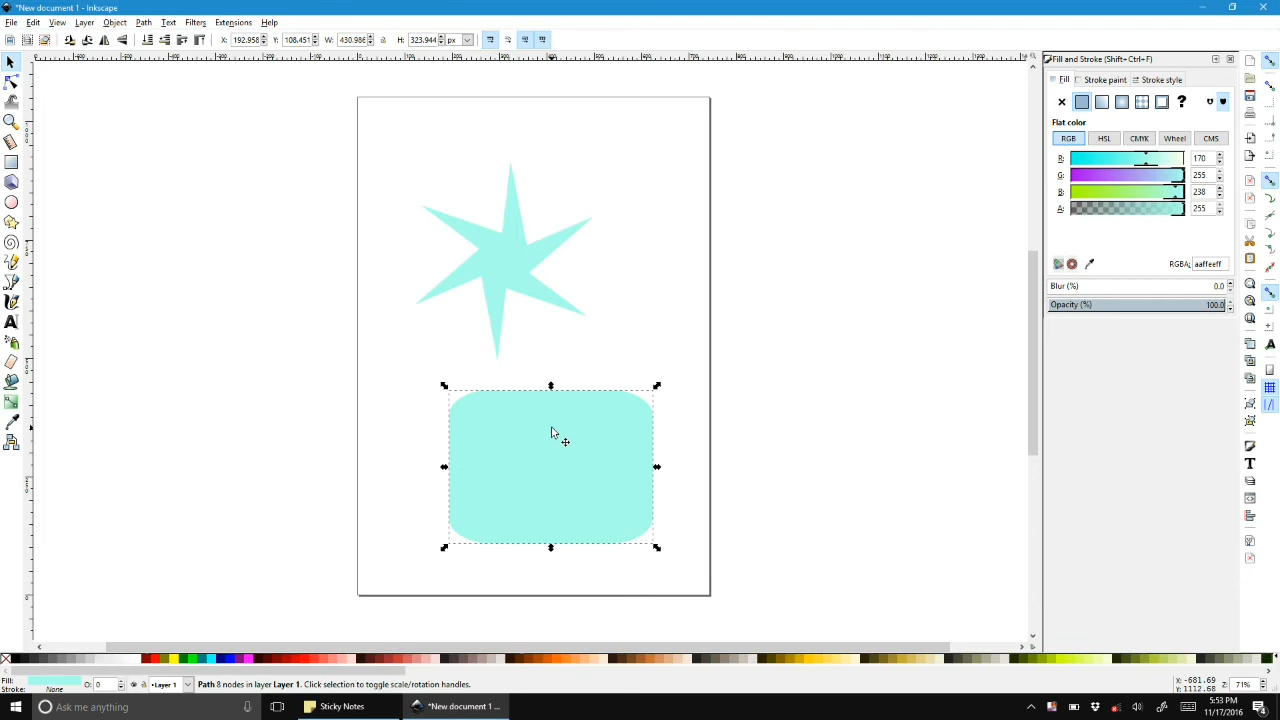 *New document 1 - Inkscape
File Edit View Layer Object Path Text Filters Extensions Help
X: 192.958 Y: 108.451 W: 430.986 H: 323.944 px
Fill and Stroke (Shift+Ctrl+F)
Fill Stroke paint Stroke style
Flat color
RGB HSL CMYK Wheel CMS
R: 170
G: 255
B: 238
A: 255
RGBA: aaffeeff
Blur (%) 0.0
Opacity (%) 100.0
Fill:
Stroke: None O: 0 Layer 1 Path 8 nodes in layer Layer 1. Click selection to toggle scale/rotation handles.
X: -681.69
Y: 1112.68
Z: 71%
Ask me anything
Sticky Notes
*New document 1 ...
5:53 PM
11/17/2016